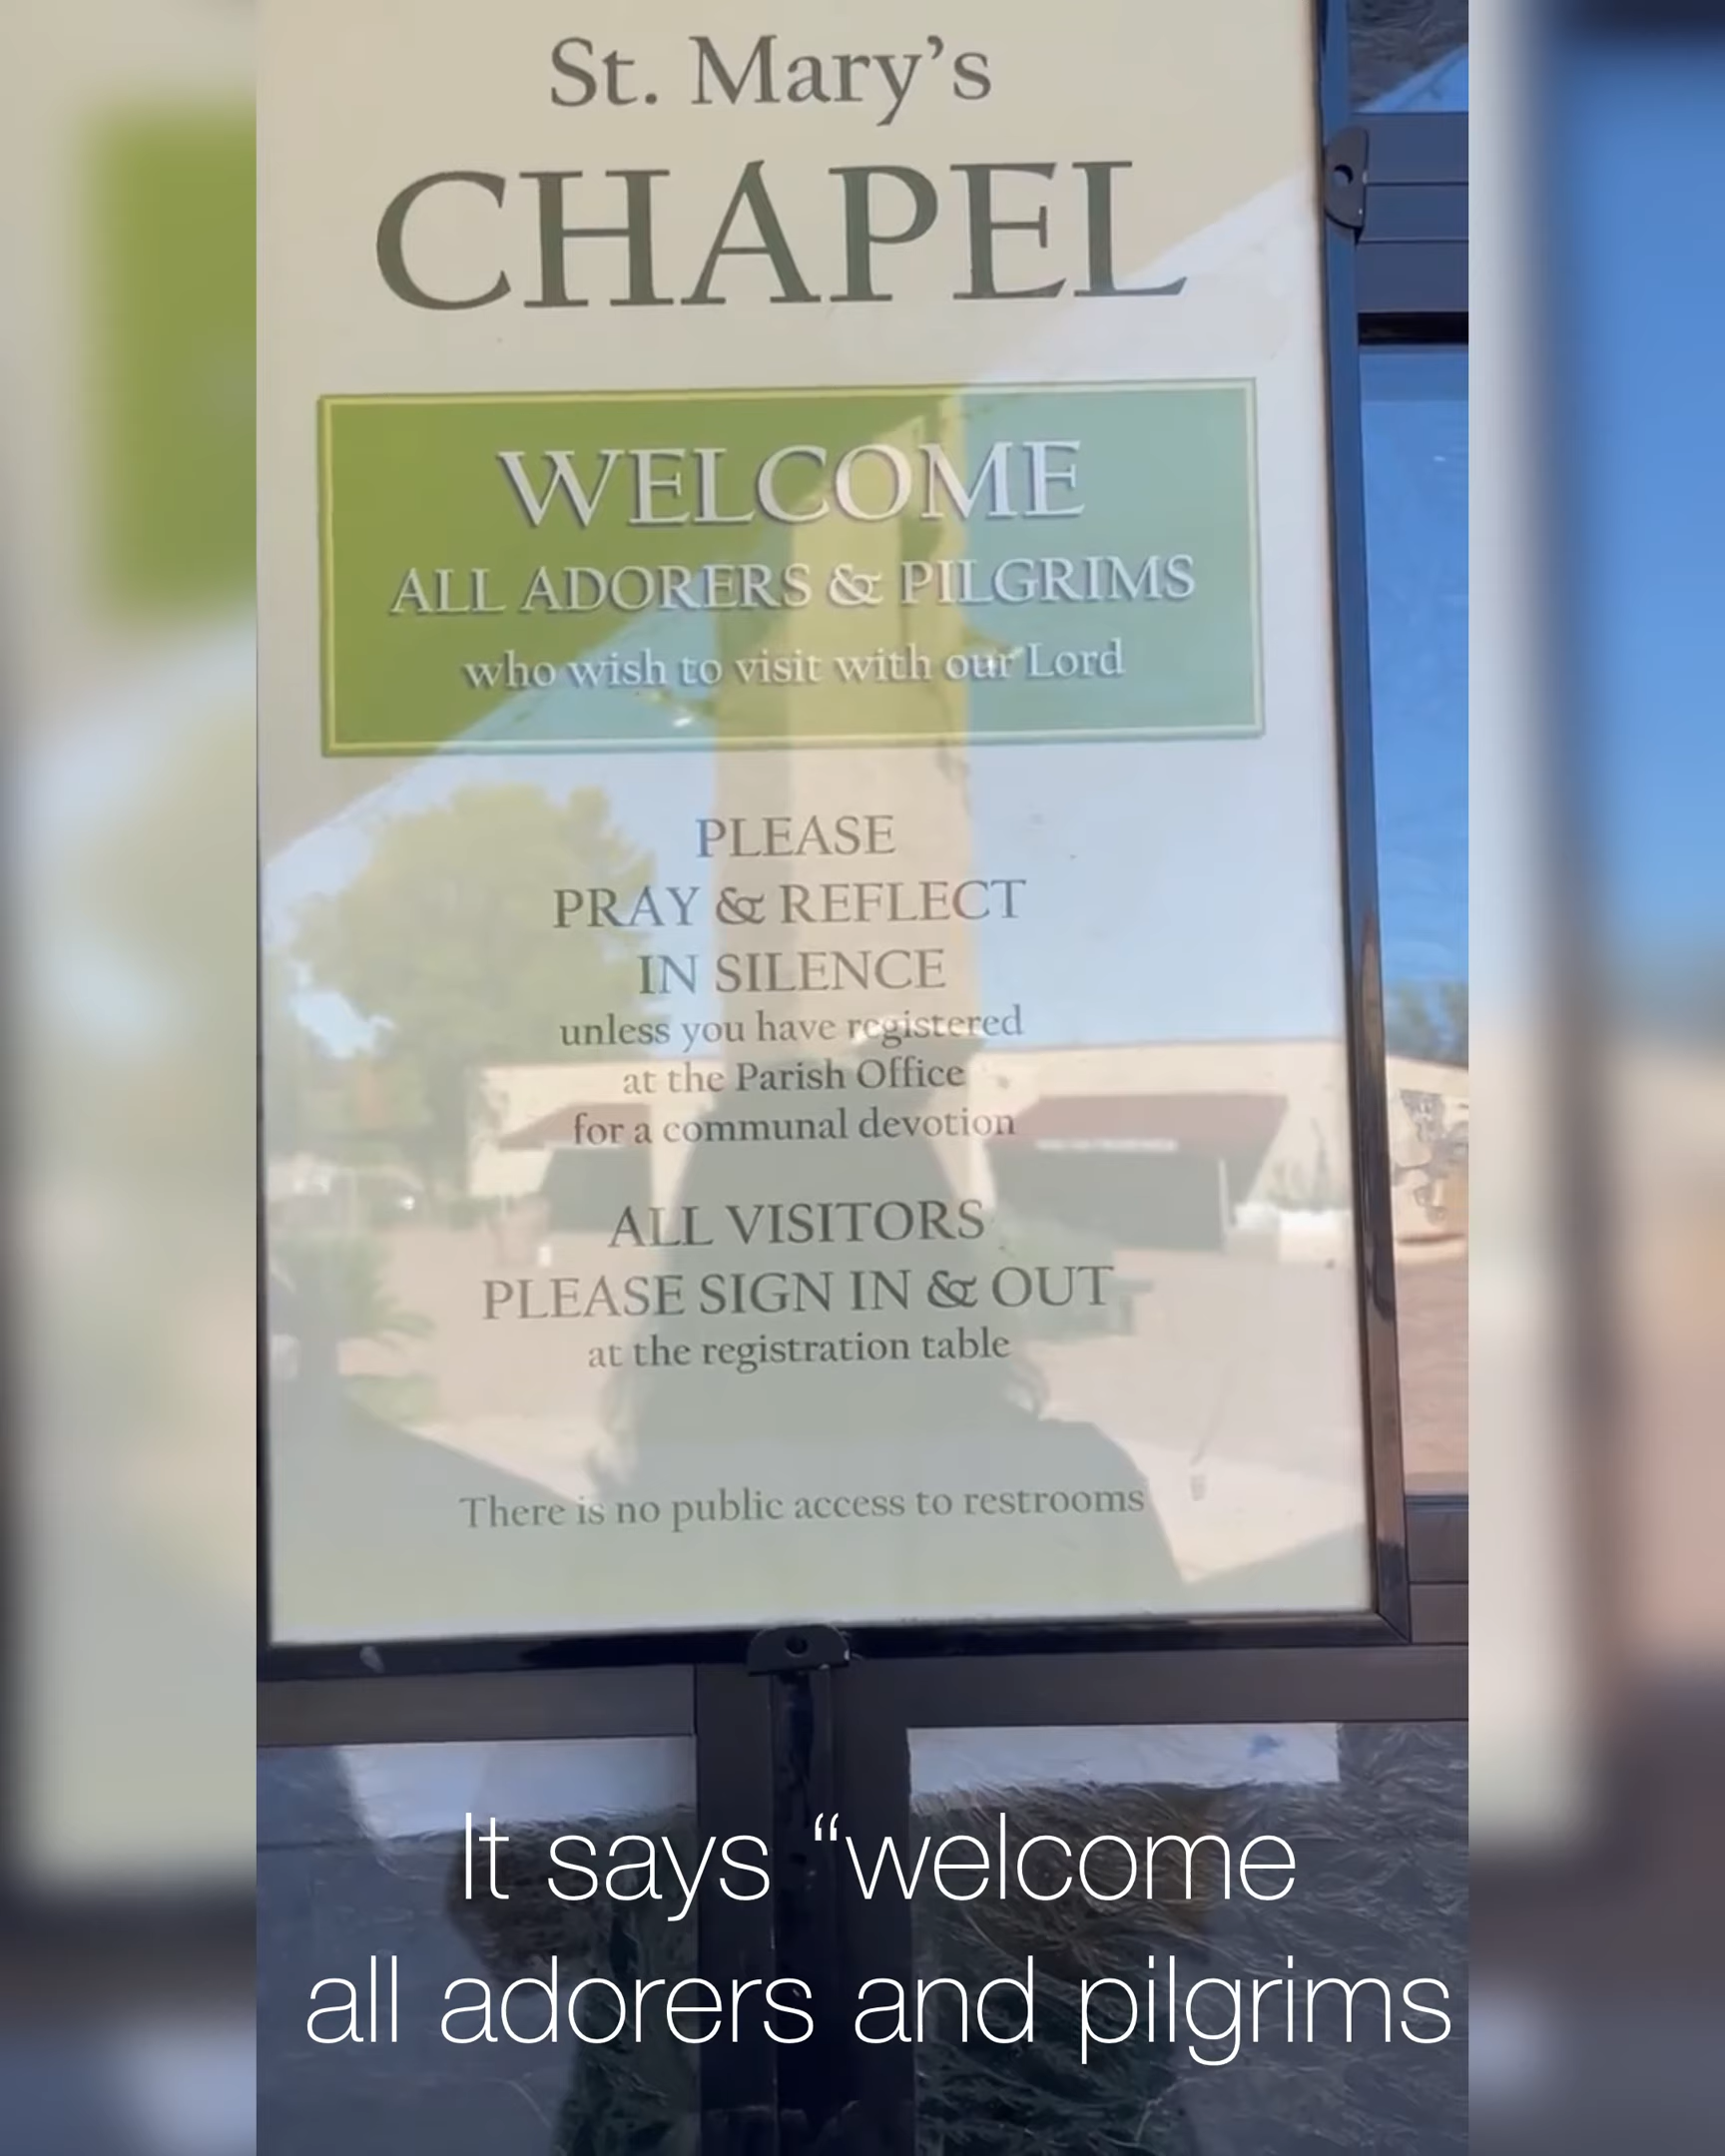 St. Mary’s
CHAPEL
WELCOME
ALL ADORERS & PILGRIMS
who wish to visit with our Lord
PLEASE
PRAY & REFLECT
IN SILENCE
unless you have registered
at the Parish Office
for a communal devotion
ALL VISITORS
PLEASE SIGN IN & OUT
at the registration table
There is no public access to restrooms
It says “welcome
all adorers and pilgrims